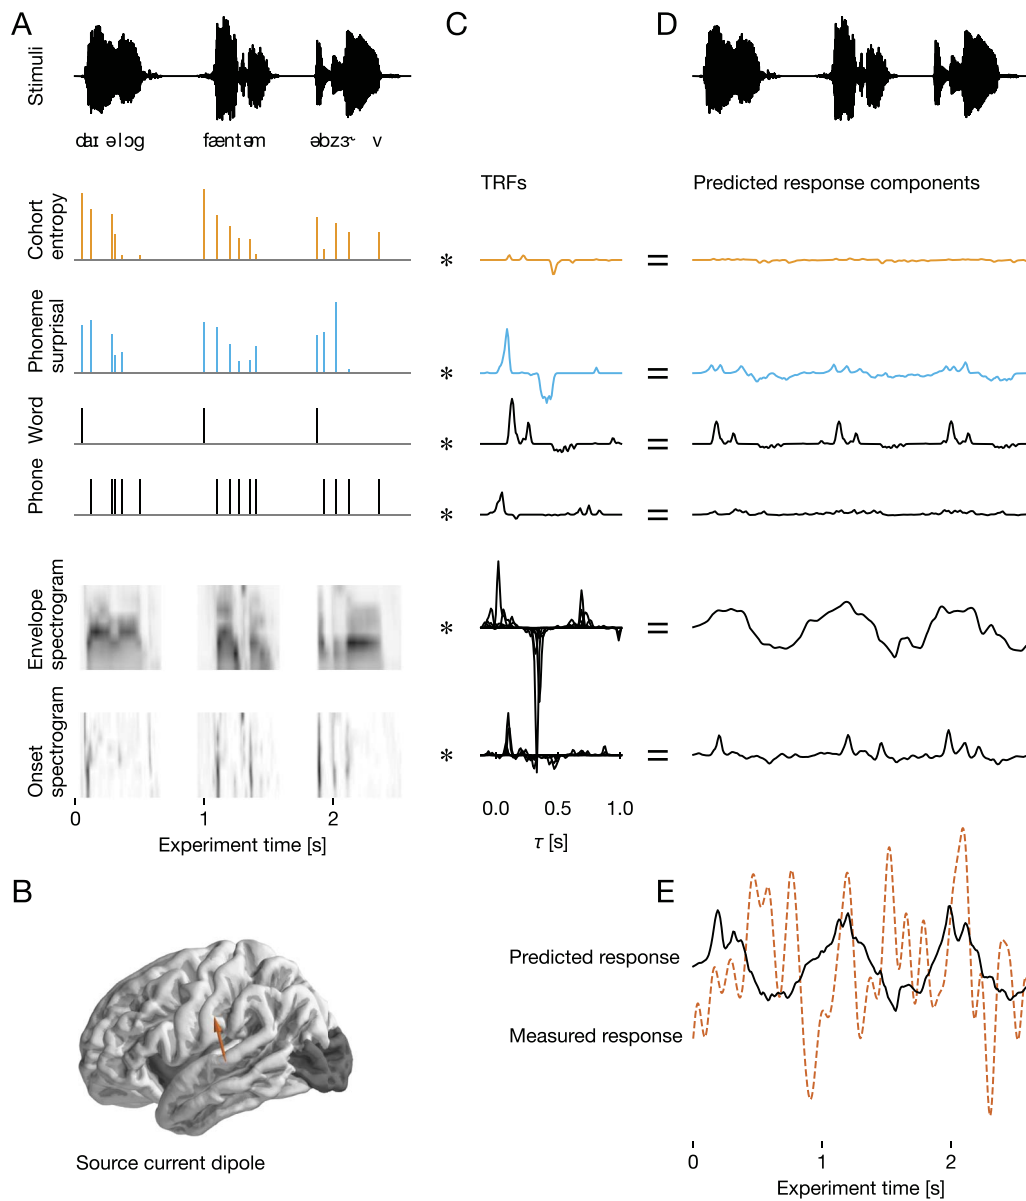 A
C
D
Stimuli
daɪ əlɔg
fæntəm
əbzɝ v
TRFs
Predicted response components
Cohort
entropy
* =
Phoneme
surprisal
* =
Word
* =
Phone
* =
Envelope
spectrogram
* =
Onset
spectrogram
* =
0 1 2
Experiment time [s]
0.0 0.5 1.0
τ [s]
B
Source current dipole
E
Predicted response
Measured response
0 1 2
Experiment time [s]